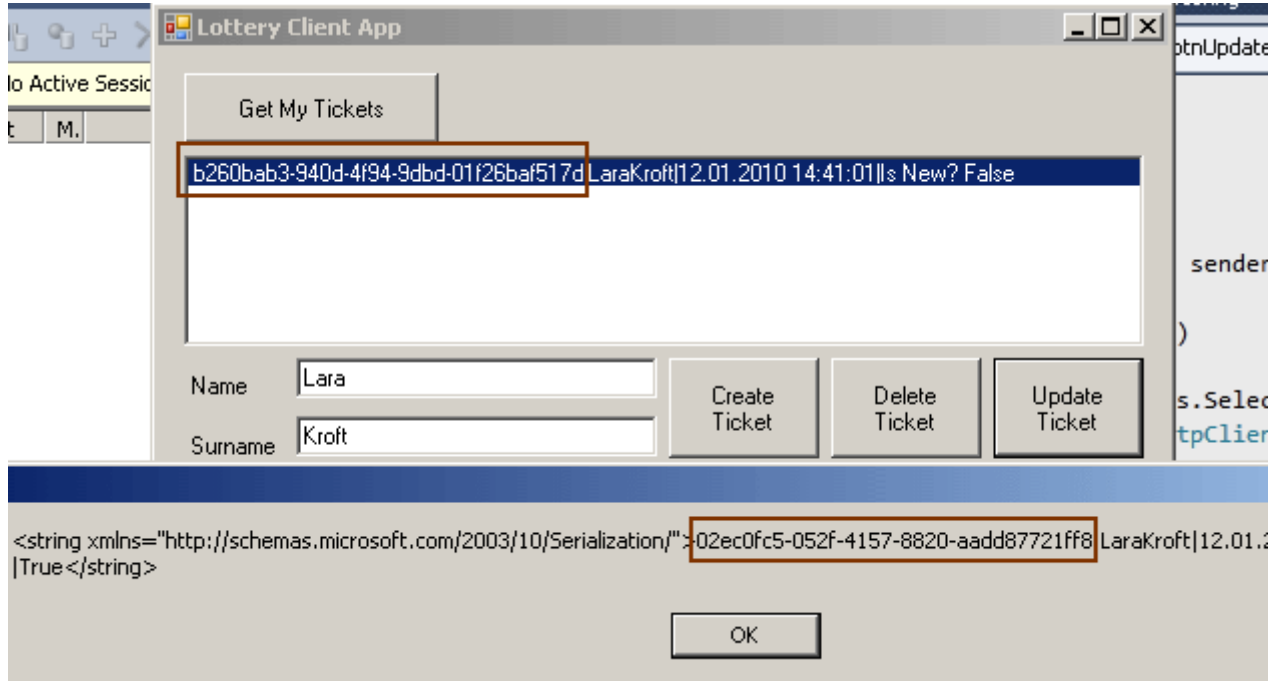 Lottery Client App
btnUpdate
No Active Sessio
Get My Tickets
t M.
b260bab3-940d-4f94-9dbd-01f26baf517d|LaraKroft|12.01.2010 14:41:01|Is New? False
sender
)
Name
Lara
Create
Ticket
Delete
Ticket
Update
Ticket
s.Selec
tpClien
Surname
Kroft
<string xmlns="http://schemas.microsoft.com/2003/10/Serialization/">02ec0fc5-052f-4157-8820-aadd87721ff8|LaraKroft|12.01.2
|True</string>
OK